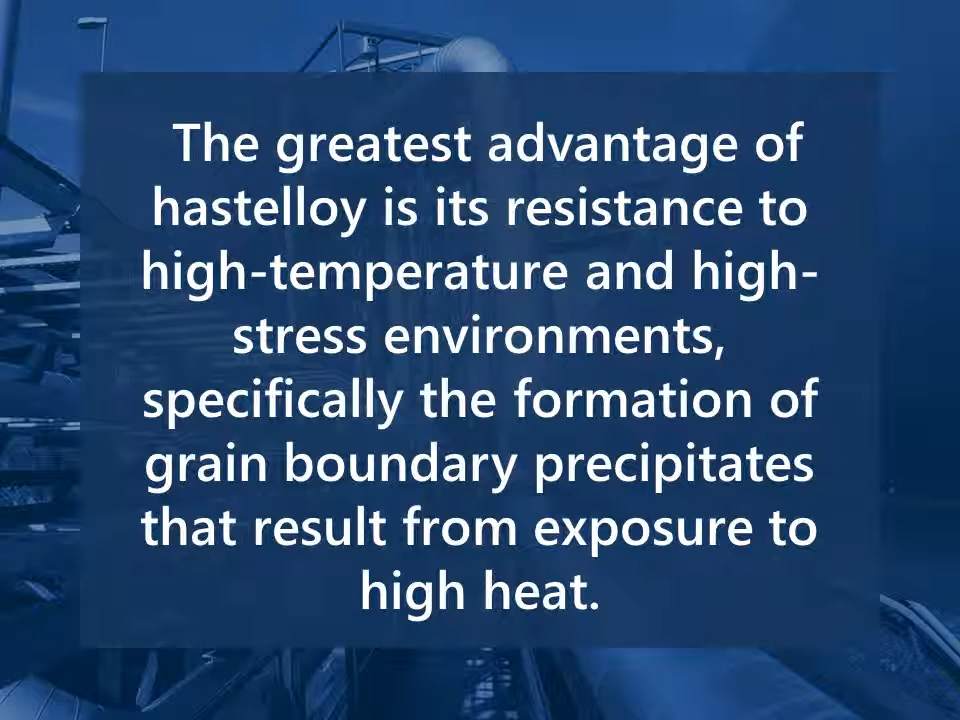 The greatest advantage of
hastelloy is its resistance to
high-temperature and high-
stress environments,
specifically the formation of
grain boundary precipitates
that result from exposure to
high heat.